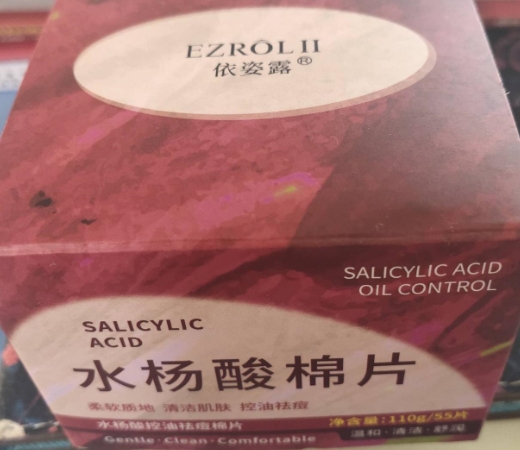 EZROLII
依姿露®
SALICYLIC ACID
OIL CONTROL
SALICYLIC
ACID
水杨酸棉片
柔软质地 清洁肌肤 控油祛痘
净含量:110g/55片
水杨酸控油祛痘棉片
温和·清洁·舒润
Gentle·Clean·Comfortable